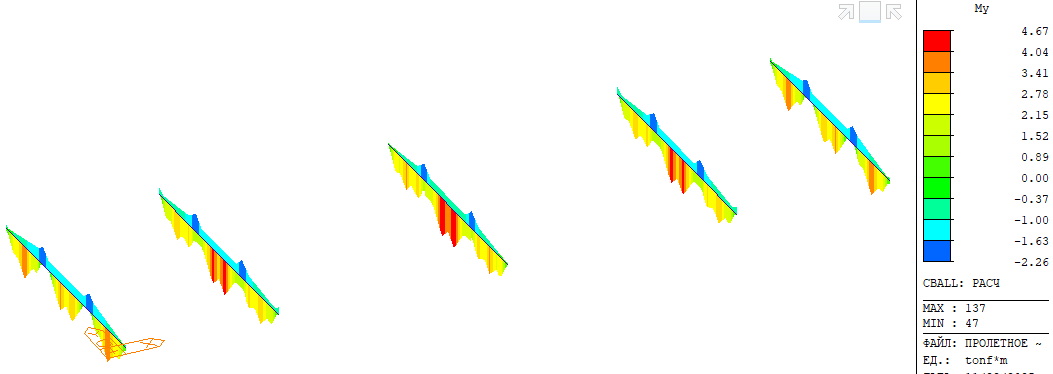 My
4.67
4.04
3.41
2.78
2.15
1.52
0.89
0.00
-0.37
-1.00
-1.63
-2.26
CBALL: РАСЧ
MAX : 137
MIN : 47
ФАЙЛ: ПРОЛЕТНОЕ ~
ЕД.: tonf*m